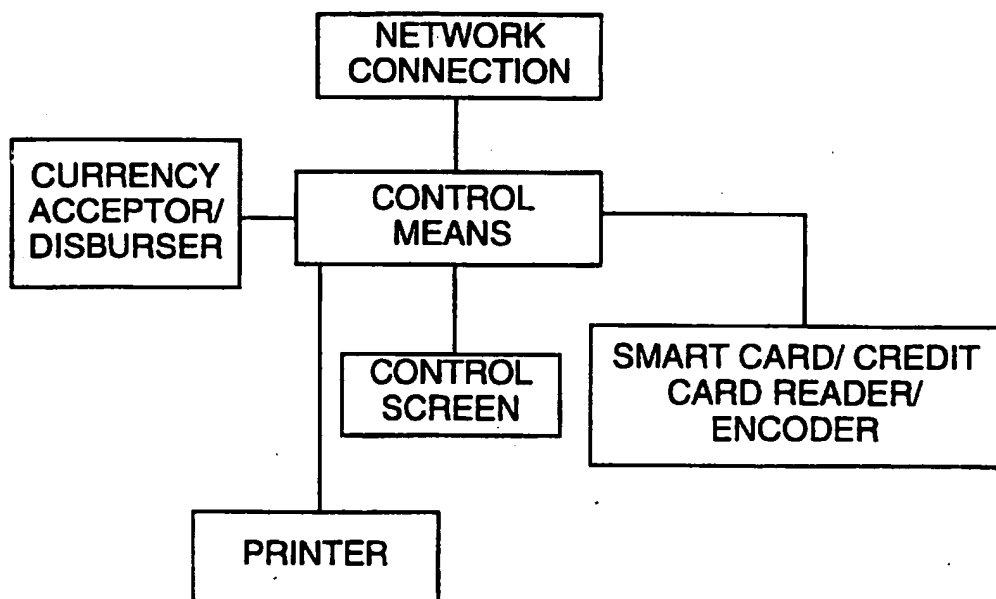 NETWORK
CONNECTION
CURRENCY
ACCEPTOR/
DISBURSER
CONTROL
MEANS
CONTROL
SCREEN
SMART CARD/ CREDIT
CARD READER/
ENCODER
PRINTER